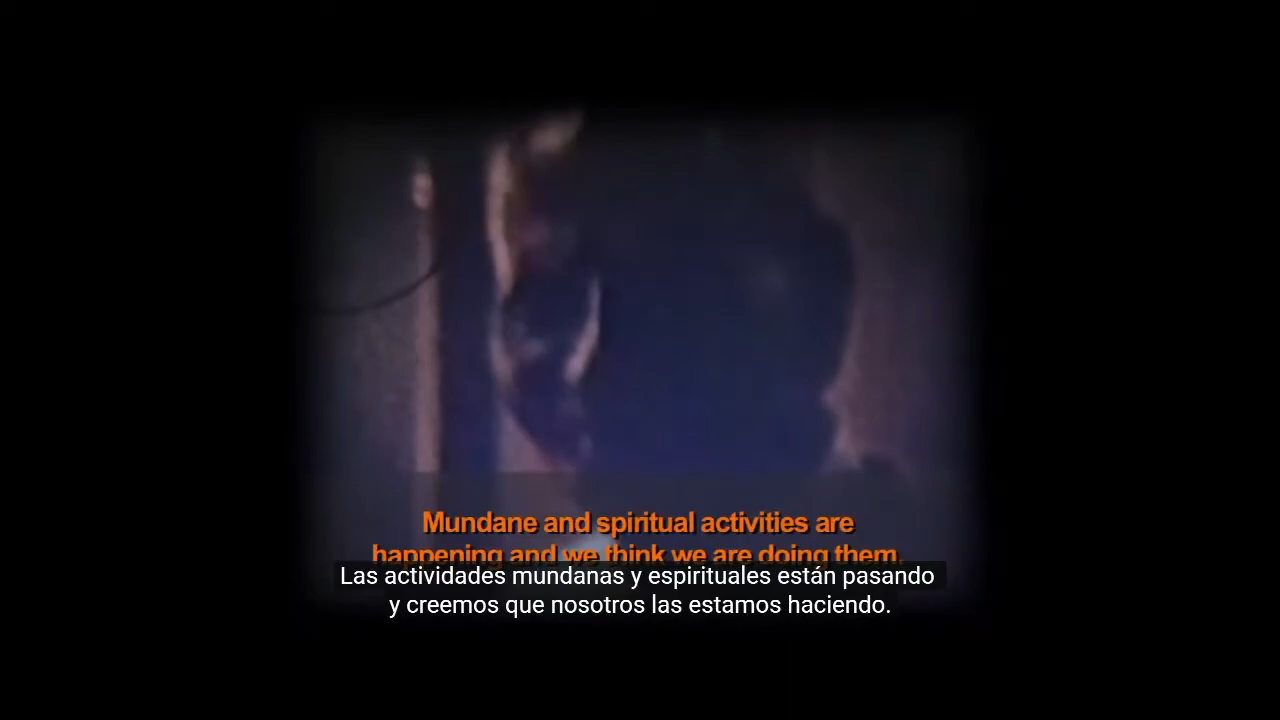 Mundane and spiritual activities are
happening and we think we are doing them.
Las actividades mundanas y espirituales están pasando
y creemos que nosotros las estamos haciendo.